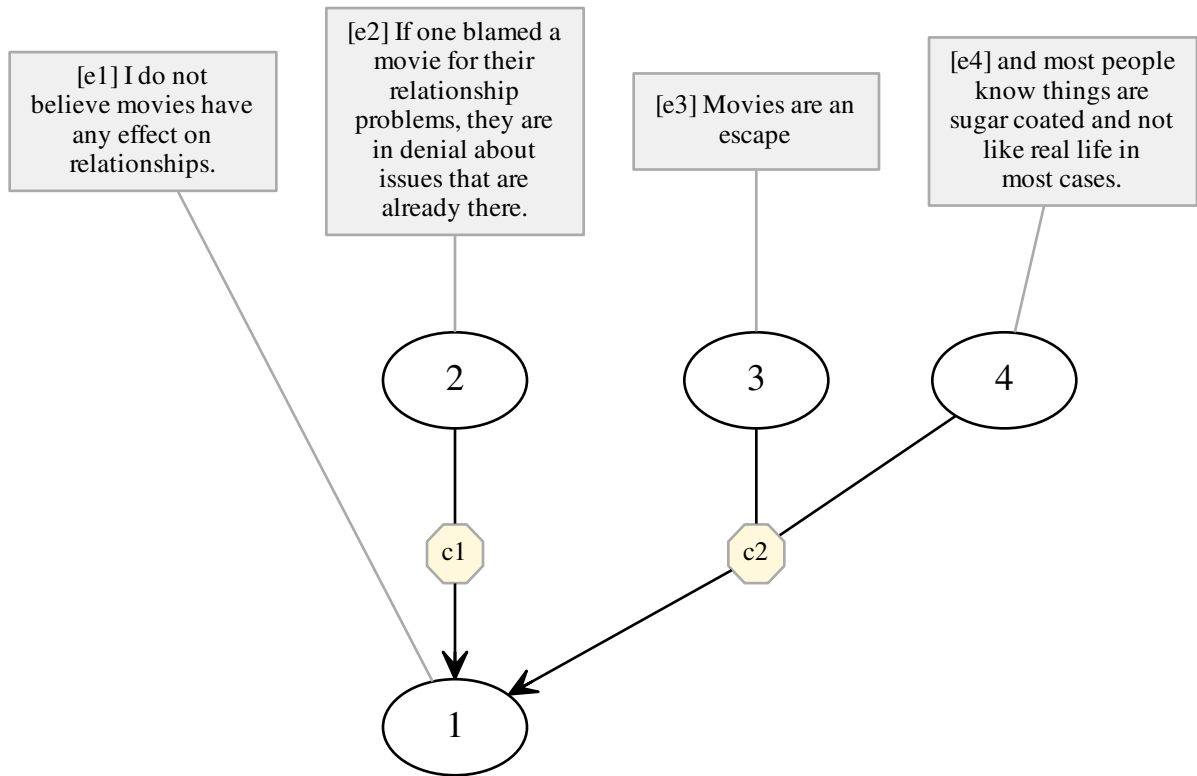 [e1] I do not
believe movies have
any effect on
relationships.
[e2] If one blamed a
movie for their
relationship
problems, they are
in denial about
issues that are
already there.
[e3] Movies are an
escape
[e4] and most people
know things are
sugar coated and not
like real life in
most cases.
2
3
4
c1
c2
1